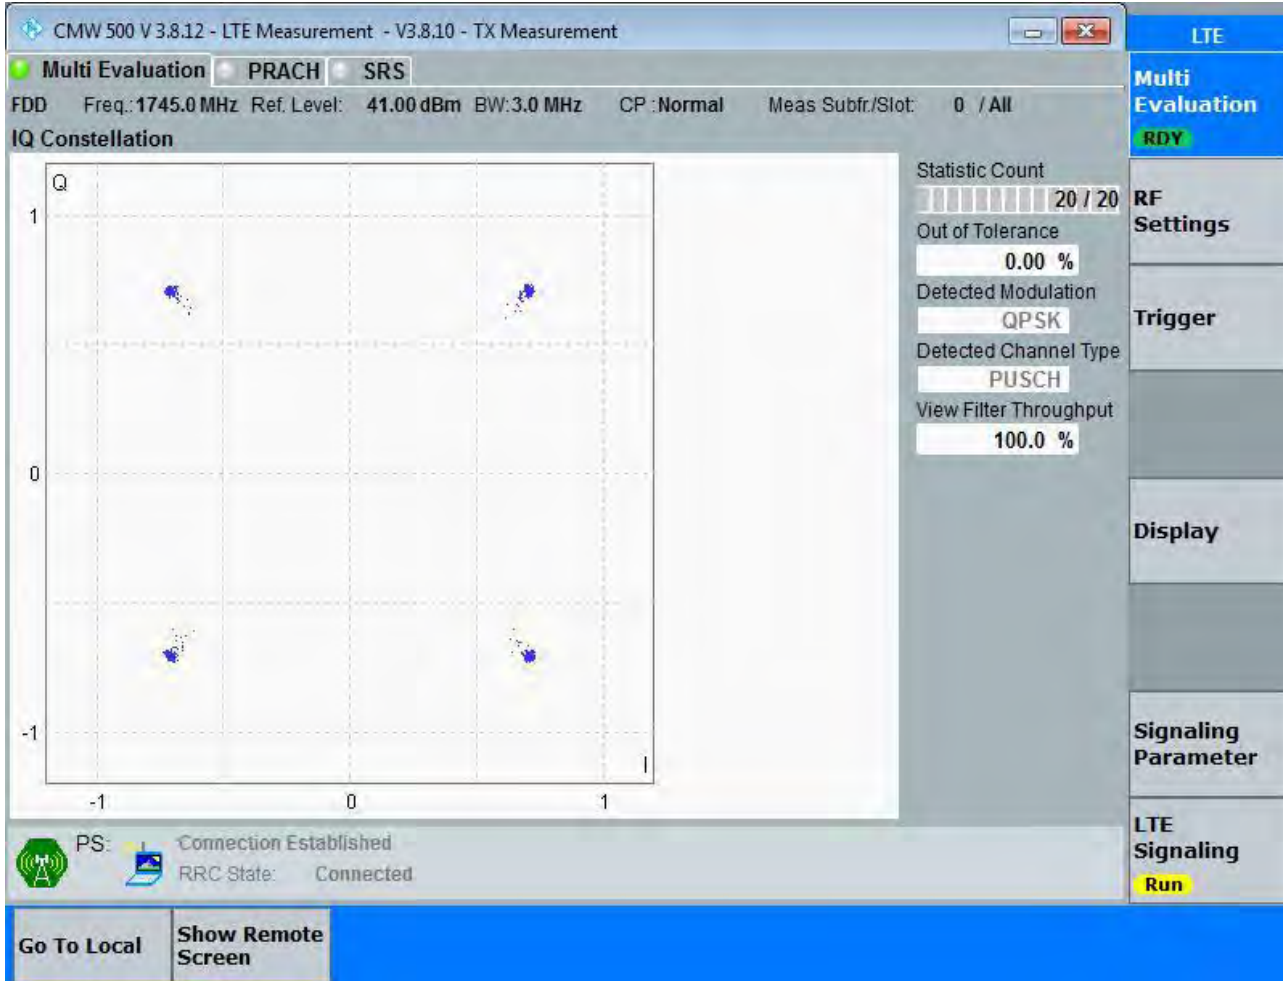 CMW 500 V 3.8.12 - LTE Measurement - V3.8.10 - TX Measurement
LTE
Multi Evaluation PRACH SRS
FDD Freq.: 1745.0 MHz Ref. Level: 41.00 dBm BW: 3.0 MHz CP : Normal Meas Subfr./Slot: 0 / All
IQ Constellation
Q
1
0
-1
-1 0 1
I
Statistic Count
20 / 20
Out of Tolerance
0.00 %
Detected Modulation
QPSK
Detected Channel Type
PUSCH
View Filter Throughput
100.0 %
Multi
Evaluation
RDY
RF
Settings
Trigger
Display
Signaling
Parameter
LTE
Signaling
Run
PS: Connection Established
RRC State: Connected
Go To Local
Show Remote
Screen